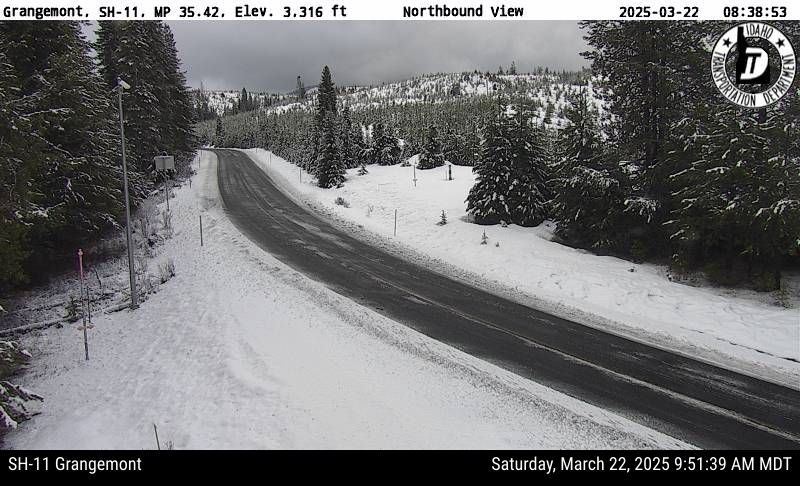 Grangemont, SH-11, MP 35.42, Elev. 3,316 ft Northbound View 2025-03-22 08:38:53
IDAHO
TRANSPORTATION DEPARTMENT
SH-11 Grangemont Saturday, March 22, 2025 9:51:39 AM MDT